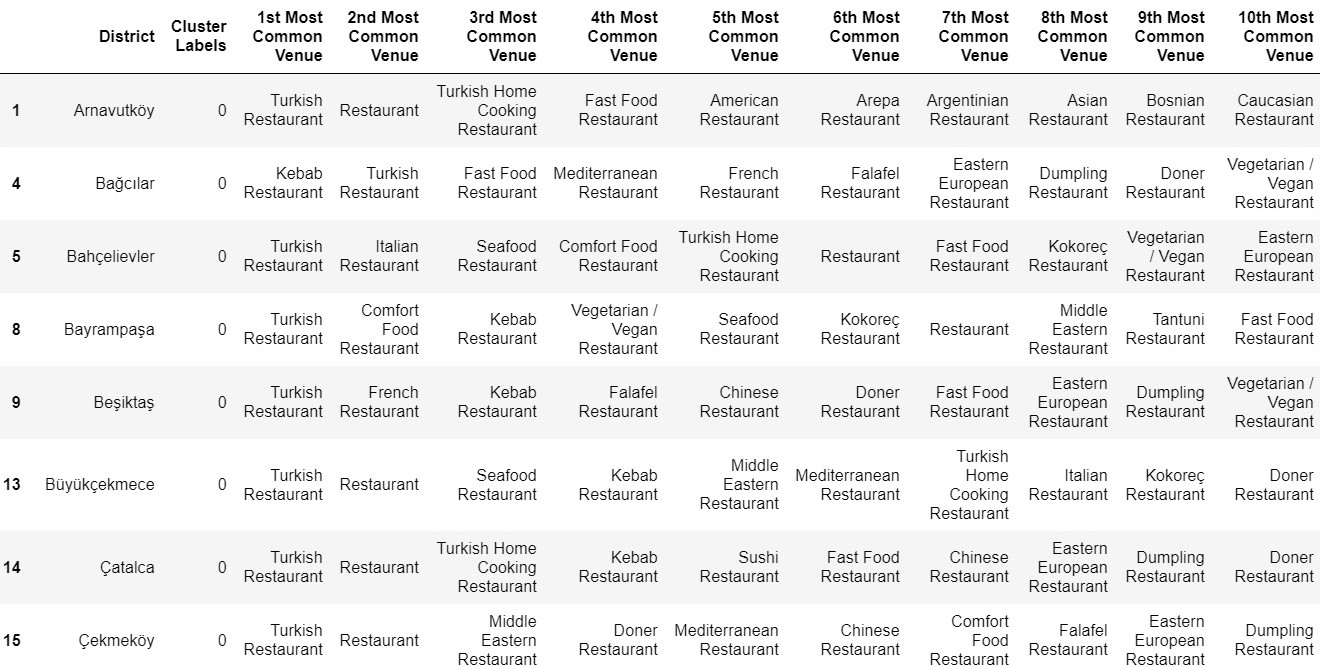 District Cluster Labels 1st Most Common Venue 2nd Most Common Venue 3rd Most Common Venue 4th Most Common Venue 5th Most Common Venue 6th Most Common Venue 7th Most Common Venue 8th Most Common Venue 9th Most Common Venue 10th Most Common Venue
1 Arnavutköy 0 Turkish Restaurant Restaurant Turkish Home Cooking Restaurant Fast Food Restaurant American Restaurant Arepa Restaurant Argentinian Restaurant Asian Restaurant Bosnian Restaurant Caucasian Restaurant
4 Bağcılar 0 Kebab Restaurant Turkish Restaurant Fast Food Restaurant Mediterranean Restaurant French Restaurant Falafel Restaurant Eastern European Restaurant Dumpling Restaurant Doner Restaurant Vegetarian / Vegan Restaurant
5 Bahçelievler 0 Turkish Restaurant Italian Restaurant Seafood Restaurant Comfort Food Restaurant Turkish Home Cooking Restaurant Restaurant Fast Food Restaurant Kokoreç Restaurant Vegetarian / Vegan Restaurant Eastern European Restaurant
8 Bayrampaşa 0 Turkish Restaurant Comfort Food Restaurant Kebab Restaurant Vegetarian / Vegan Restaurant Seafood Restaurant Kokoreç Restaurant Restaurant Middle Eastern Restaurant Tantuni Restaurant Fast Food Restaurant
9 Beşiktaş 0 Turkish Restaurant French Restaurant Kebab Restaurant Falafel Restaurant Chinese Restaurant Doner Restaurant Fast Food Restaurant Eastern European Restaurant Dumpling Restaurant Vegetarian / Vegan Restaurant
13 Büyükçekmece 0 Turkish Restaurant Restaurant Seafood Restaurant Kebab Restaurant Middle Eastern Restaurant Mediterranean Restaurant Turkish Home Cooking Restaurant Italian Restaurant Kokoreç Restaurant Doner Restaurant
14 Çatalca 0 Turkish Restaurant Restaurant Turkish Home Cooking Restaurant Kebab Restaurant Sushi Restaurant Fast Food Restaurant Chinese Restaurant Eastern European Restaurant Dumpling Restaurant Doner Restaurant
15 Çekmeköy 0 Turkish Restaurant Restaurant Middle Eastern Restaurant Doner Restaurant Mediterranean Restaurant Chinese Restaurant Comfort Food Restaurant Falafel Restaurant Eastern European Restaurant Dumpling Restaurant